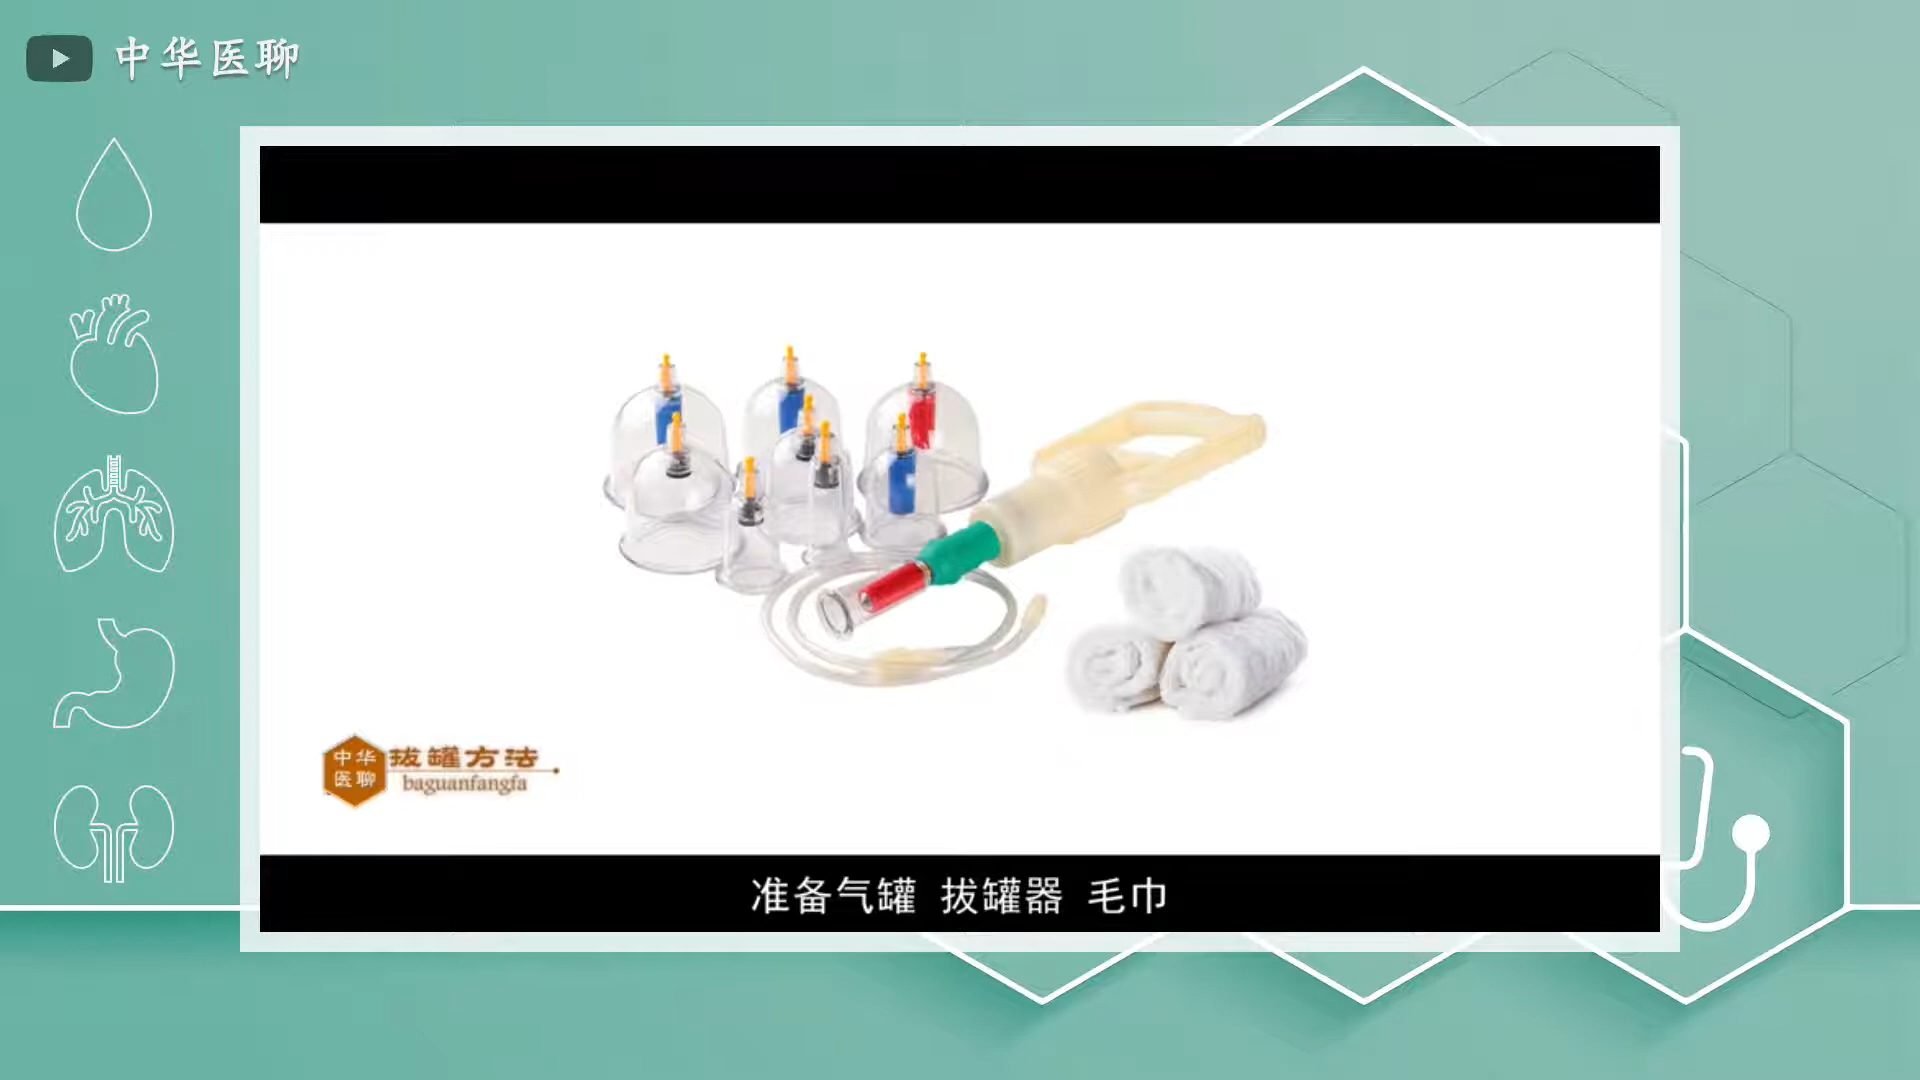 中华医聊
中华
医聊
拔罐方法
baguanfangfa
准备气罐 拔罐器 毛巾